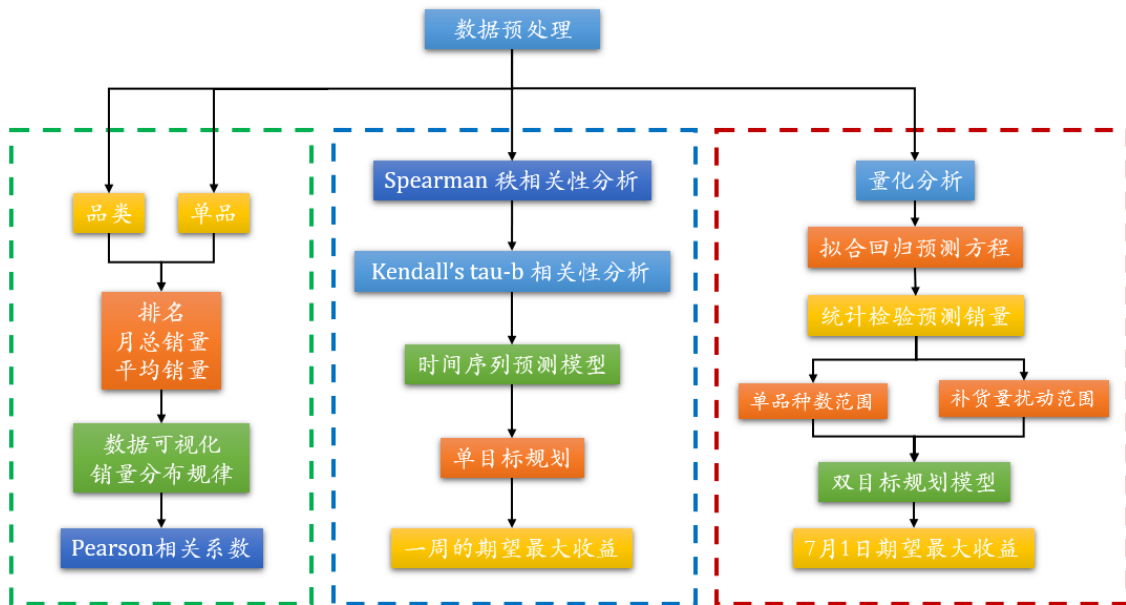 数据预处理
品类
单品
排名
月总销量
平均销量
数据可视化
销量分布规律
Pearson相关系数
Spearman 秩相关性分析
Kendall's tau-b 相关性分析
时间序列预测模型
单目标规划
一周的期望最大收益
量化分析
拟合回归预测方程
统计检验预测销量
单品种数范围
补货量扰动范围
双目标规划模型
7月1日期望最大收益